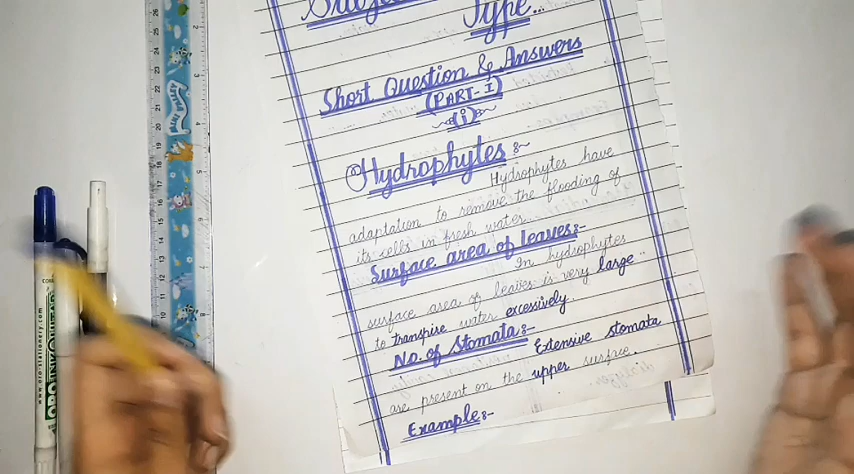 Type...
Short Question & Answers
(PART-I)
(i)
Hydrophytes:~
Hydrophytes have
adaptation to remove the flooding of
its cells in fresh water.
Surface area of leaves:-
In hydrophytes
surface area of leaves is very large
to transpire water excessively.
No. of Stomata:-
Extensive stomata
are present on the upper surface.
Example:-